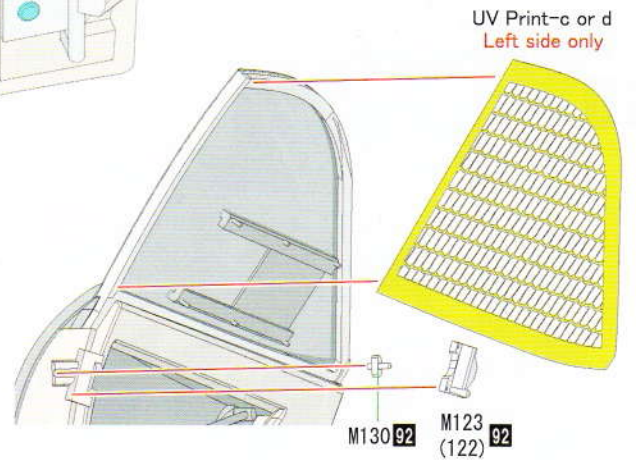 UV Print-c or d
Left side only
M130 92
M123
(122) 92